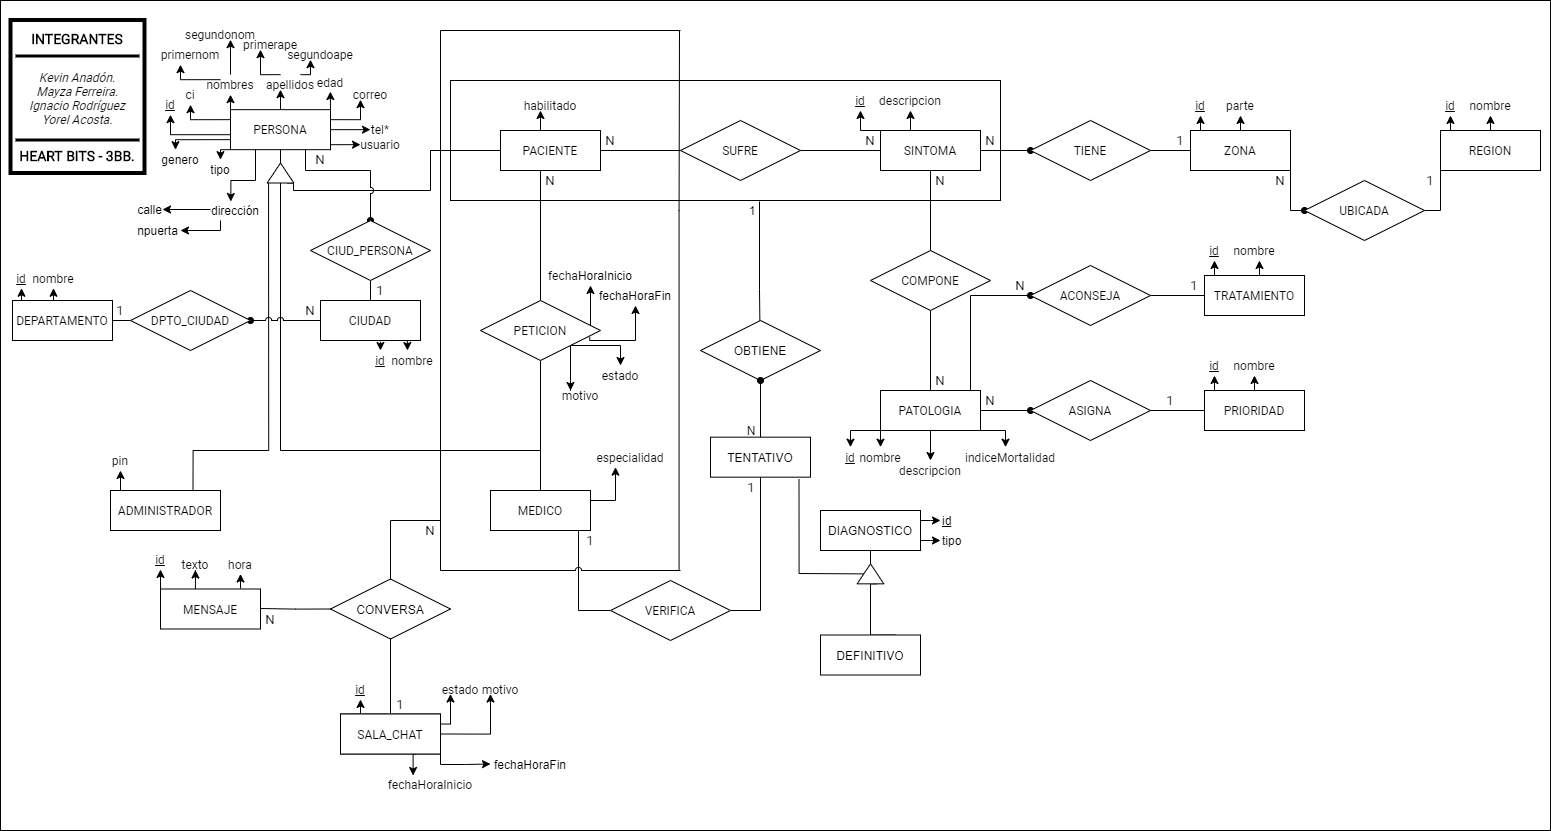 INTEGRANTES
Kevin Anadón.
Mayza Ferreira.
Ignacio Rodríguez
Yorel Acosta.
HEART BITS - 3BB.
segundonom
primerape
primernom
segundoape
nombres
apellidos
edad
ci
correo
id
PERSONA
tel*
usuario
genero
tipo
N
calle
dirección
npuerta
CIUD_PERSONA
1
id
nombre
DEPARTAMENTO
1
DPTO_CIUDAD
N
CIUDAD
id
nombre
habilitado
PACIENTE
N
SUFRE
N
id
descripcion
SINTOMA
N
TIENE
1
id
parte
ZONA
id
nombre
REGION
N
UBICADA
1
N
N
1
fechaHoraInicio
fechaHoraFin
PETICION
estado
motivo
COMPONE
N
ACONSEJA
1
id
nombre
TRATAMIENTO
OBTIENE
N
PATOLOGIA
N
ASIGNA
1
id
nombre
PRIORIDAD
id
nombre
descripcion
indiceMortalidad
N
TENTATIVO
1
pin
ADMINISTRADOR
especialidad
MEDICO
1
N
DIAGNOSTICO
id
tipo
id
texto
hora
MENSAJE
N
CONVERSA
VERIFICA
DEFINITIVO
1
id
estado
motivo
SALA_CHAT
fechaHoraFin
fechaHoraInicio